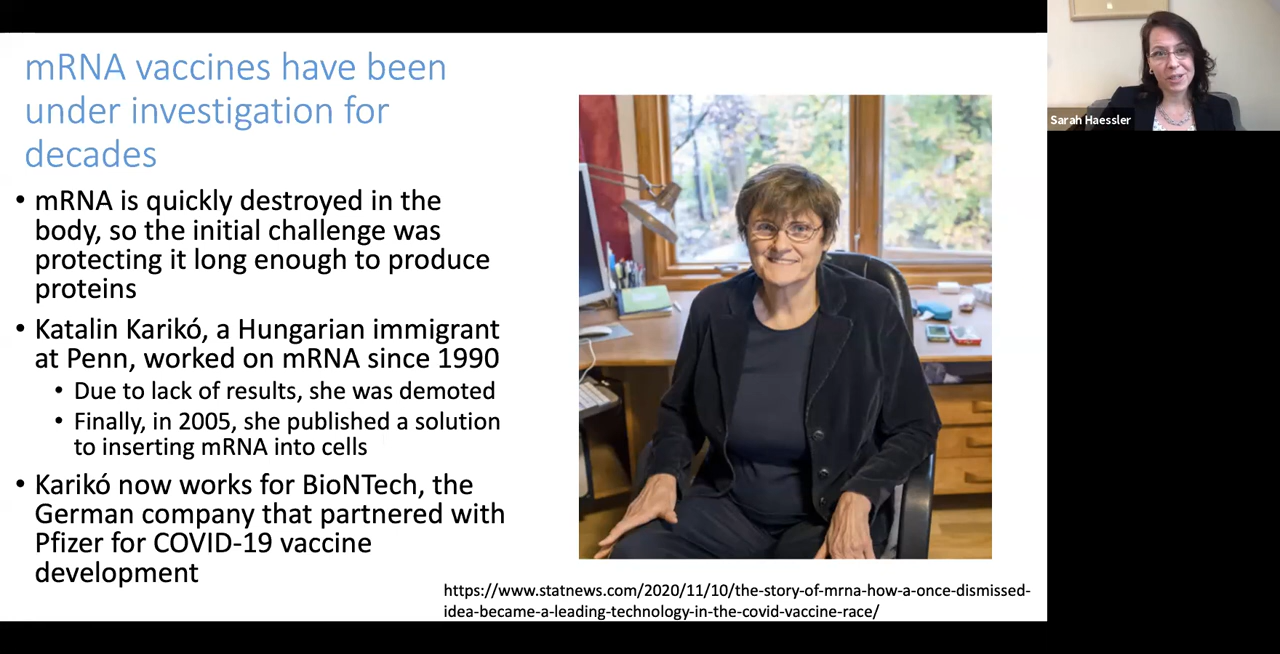 mRNA vaccines have been
under investigation for
decades
• mRNA is quickly destroyed in the
body, so the initial challenge was
protecting it long enough to produce
proteins
• Katalin Karikó, a Hungarian immigrant
at Penn, worked on mRNA since 1990
• Due to lack of results, she was demoted
• Finally, in 2005, she published a solution
to inserting mRNA into cells
• Karikó now works for BioNTech, the
German company that partnered with
Pfizer for COVID-19 vaccine
development
https://www.statnews.com/2020/11/10/the-story-of-mrna-how-a-once-dismissed-
idea-became-a-leading-technology-in-the-covid-vaccine-race/
Sarah Haessler